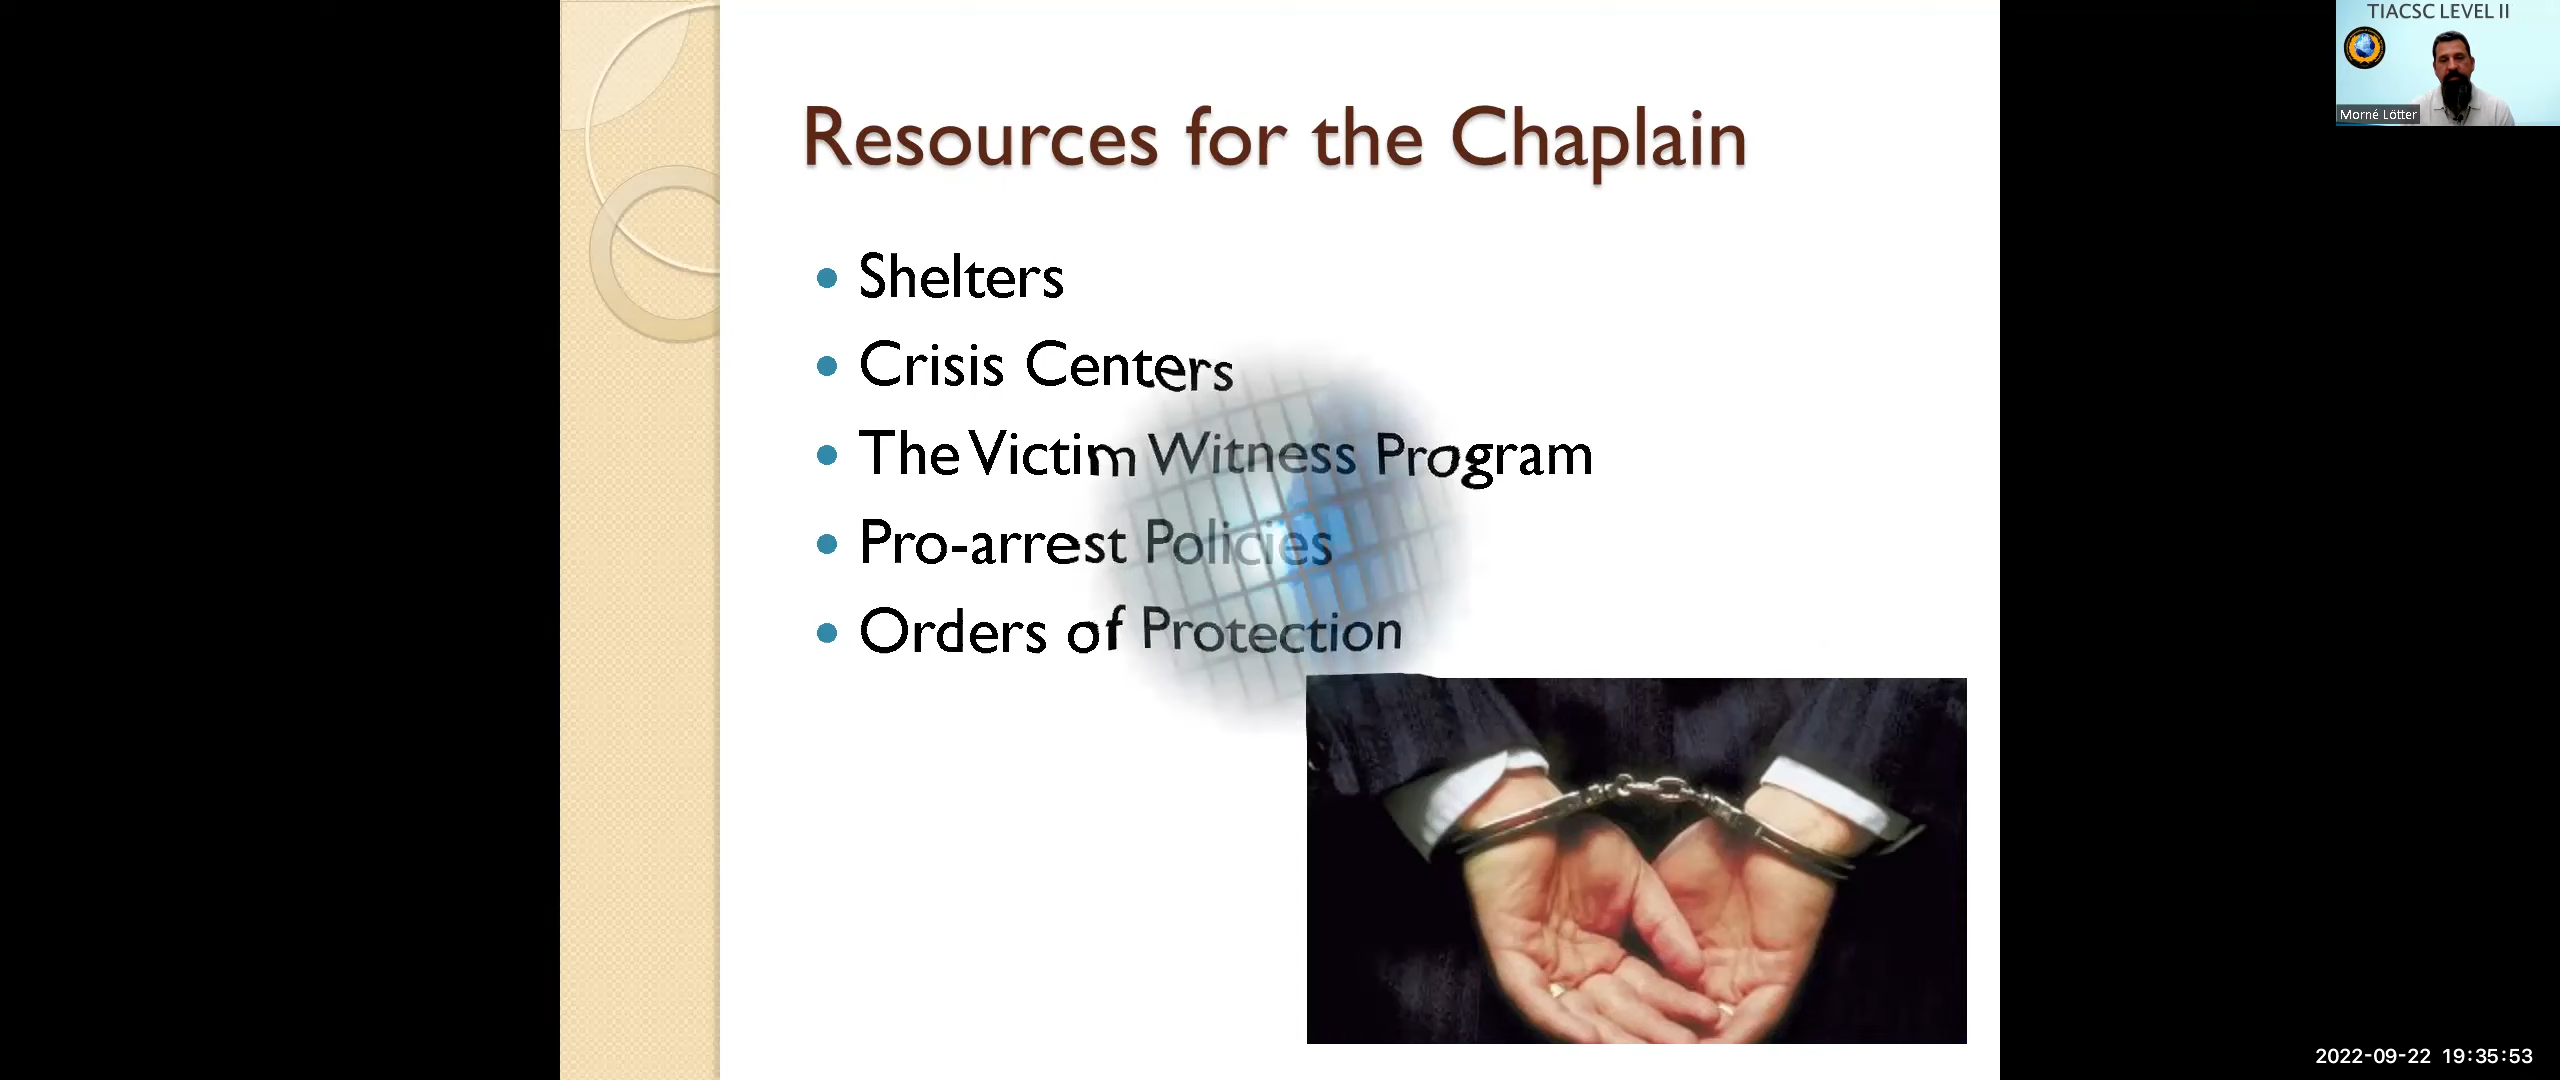 TIACSC LEVEL II
Morné Lötter
Resources for the Chaplain
• Shelters
• Crisis Centers
• The Victim Witness Program
• Pro-arrest Policies
• Orders of Protection
2022-09-22 19:35:53